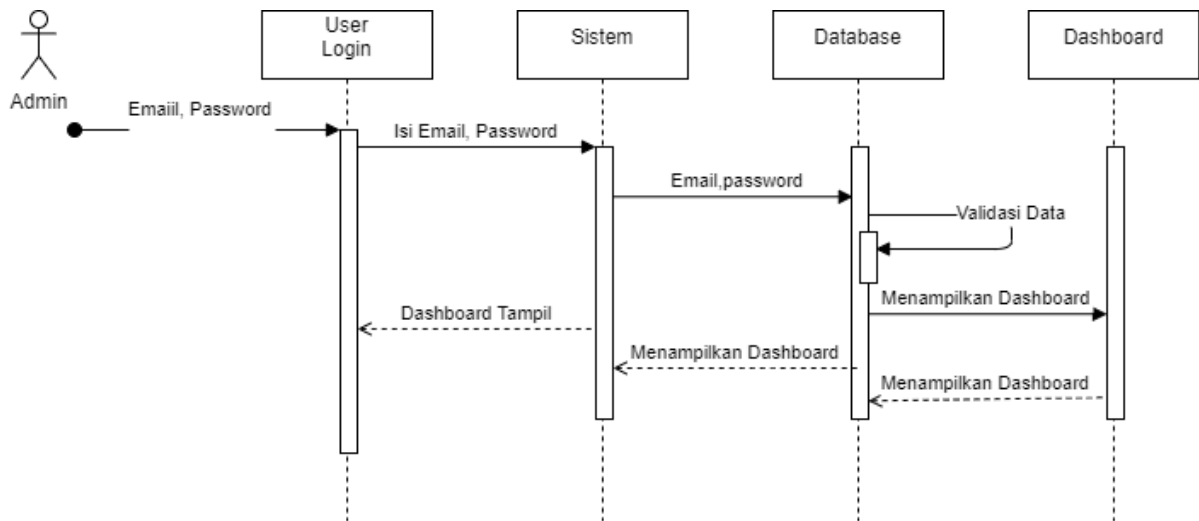 User
Login
Sistem
Database
Dashboard
Admin
Emaiil, Password
Isi Email, Password
Email,password
Validasi Data
Menampilkan Dashboard
Dashboard Tampil
Menampilkan Dashboard
Menampilkan Dashboard